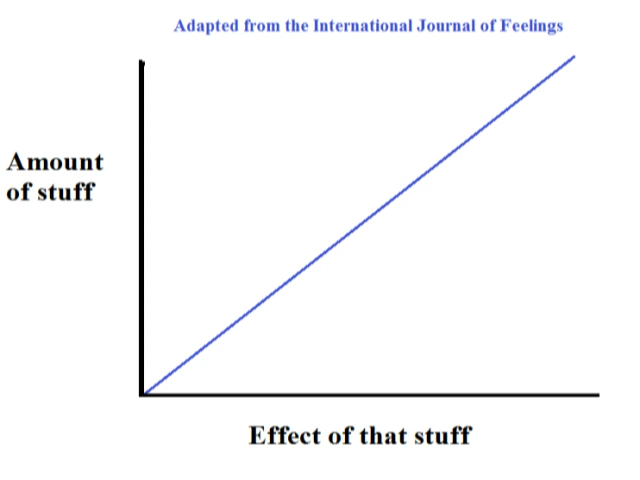 Adapted from the International Journal of Feelings
Amount
of stuff
Effect of that stuff